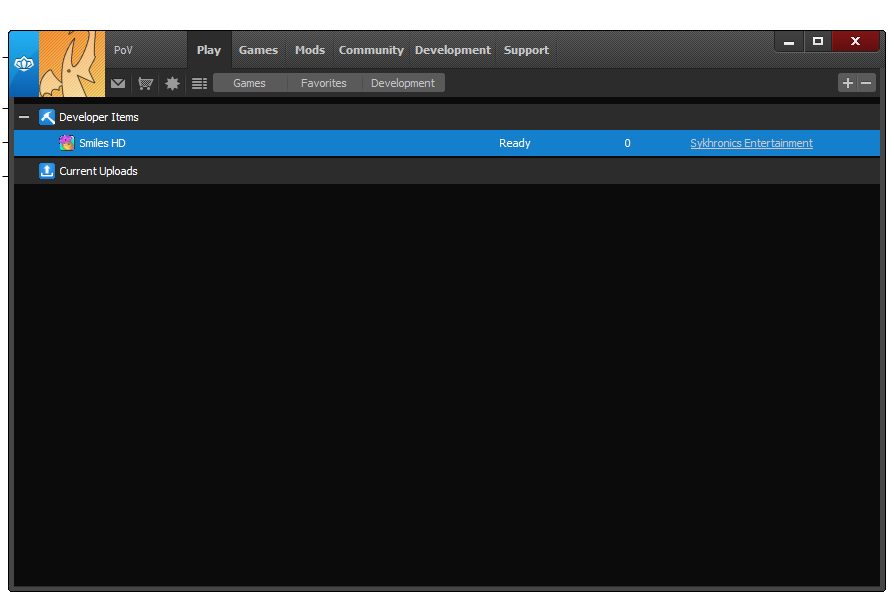 PoV Play Games Mods Community Development Support
Games Favorites Development
Developer Items
Smiles HD Ready 0 Sykhronics Entertainment
Current Uploads